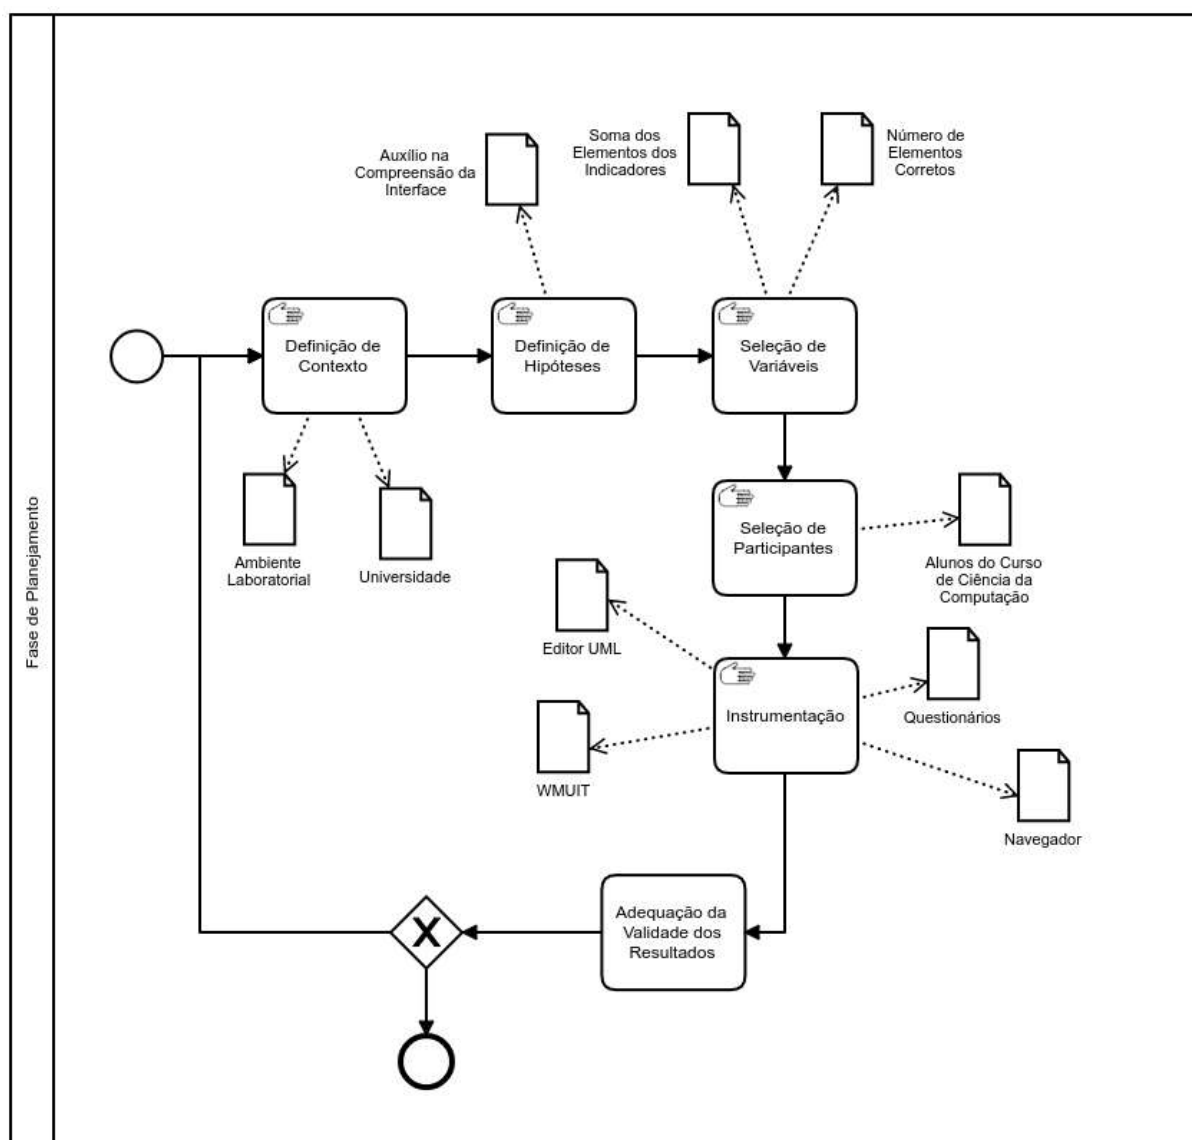 Fase de Planejamento
Auxílio na
Compreensão da
Interface
Soma dos
Elementos dos
Indicadores
Número de
Elementos
Corretos
Definição de
Contexto
Definição de
Hipóteses
Seleção de
Variáveis
Ambiente
Laboratorial
Universidade
Seleção de
Participantes
Alunos do Curso
de Ciência da
Computação
Editor UML
Instrumentação
Questionários
WMUIT
Navegador
Adequação da
Validade dos
Resultados
X